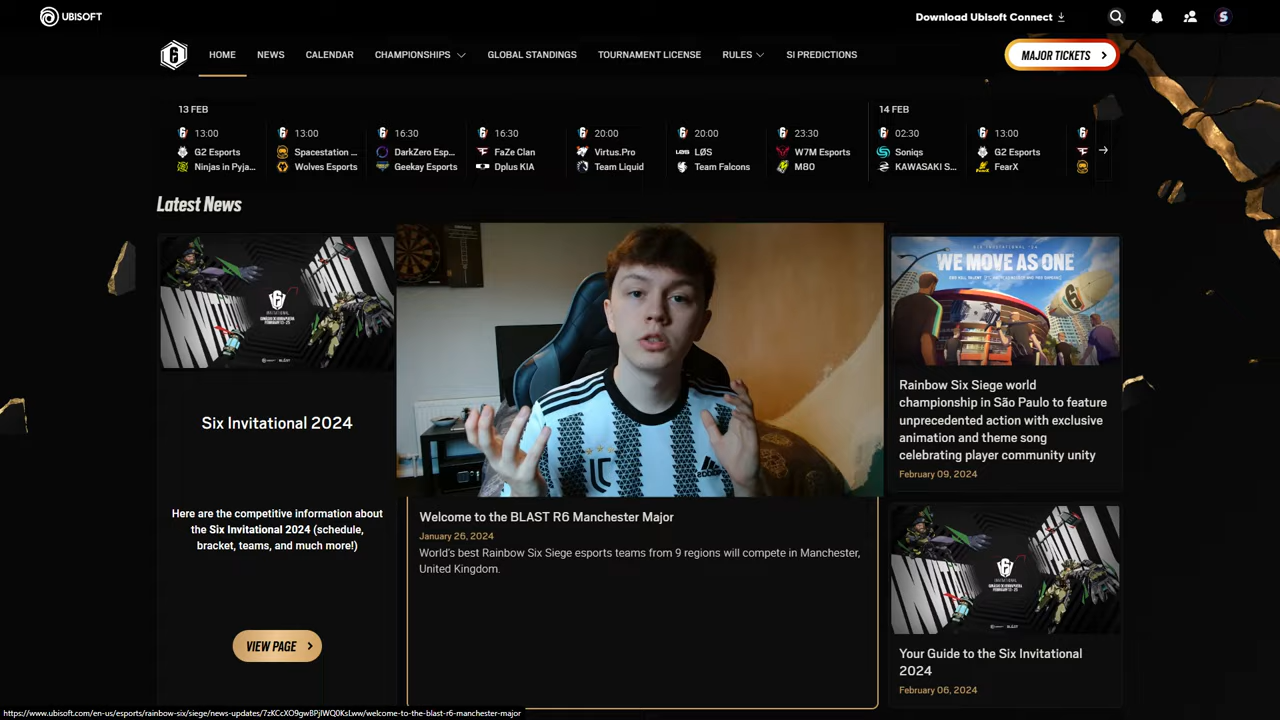 UBISOFT
Download Ubisoft Connect
S
HOME
NEWS
CALENDAR
CHAMPIONSHIPS
GLOBAL STANDINGS
TOURNAMENT LICENSE
RULES
SI PREDICTIONS
MAJOR TICKETS
13 FEB
13:00
G2 Esports
Ninjas in Pyja...
13:00
Spacestation ...
Wolves Esports
16:30
DarkZero Esp...
Geekay Esports
16:30
FaZe Clan
Dplus KIA
20:00
Virtus.Pro
Team Liquid
20:00
LØS
Team Falcons
23:30
W7M Esports
M80
14 FEB
02:30
Soniqs
KAWASAKI S...
13:00
G2 Esports
FearX
Latest News
Six Invitational 2024
Here are the competitive information about
the Six Invitational 2024 (schedule,
bracket, teams, and much more!)
VIEW PAGE
Welcome to the BLAST R6 Manchester Major
January 26, 2024
World's best Rainbow Six Siege esports teams from 9 regions will compete in Manchester,
United Kingdom.
SIX INVITATIONAL '24
WE MOVE AS ONE
Rainbow Six Siege world
championship in São Paulo to feature
unprecedented action with exclusive
animation and theme song
celebrating player community unity
February 09, 2024
Your Guide to the Six Invitational
2024
February 06, 2024
https://www.ubisoft.com/en-us/esports/rainbow-six/siege/news-updates/7zKCcXO9gwBPjIWQ0KsLww/welcome-to-the-blast-r6-manchester-major